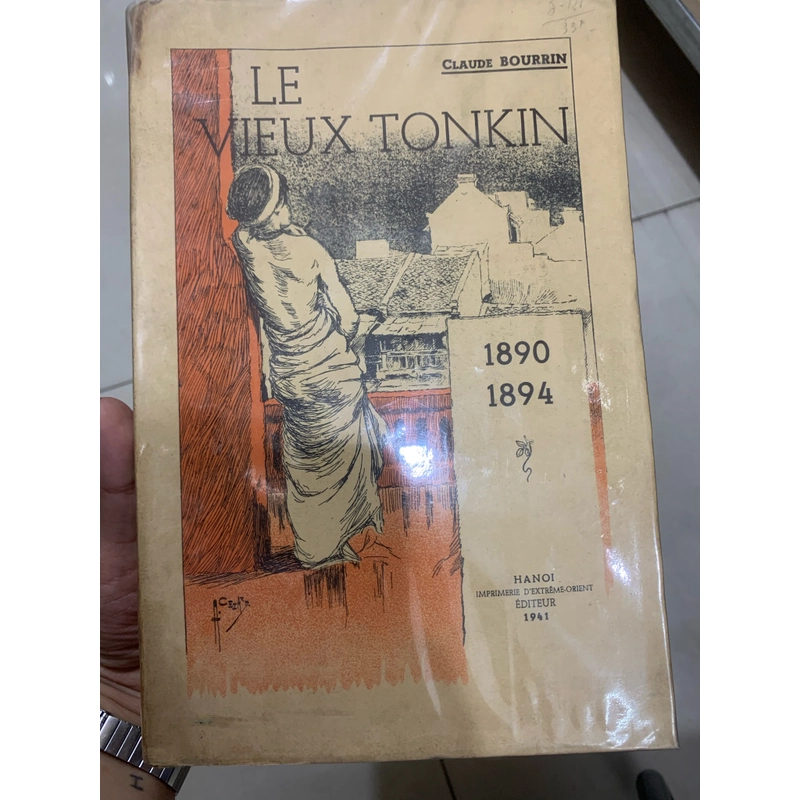 CLAUDE BOURRIN
LE
VIEUX TONKIN
1890
1894
HANOI
IMPRIMERIE D'EXTRÊME-ORIENT
ÉDITEUR
1941